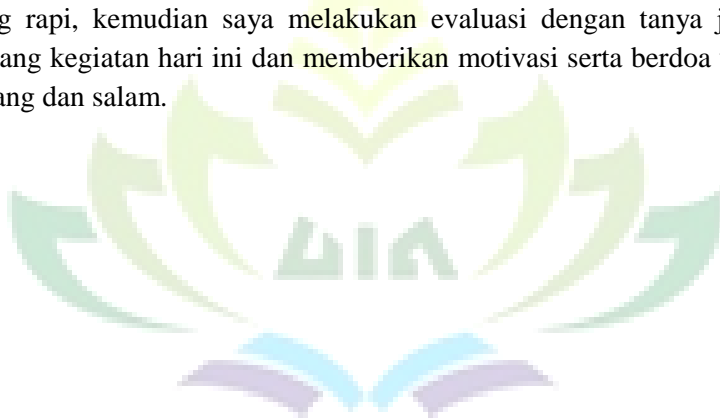 g rapi, kemudian saya melakukan evaluasi dengan tanya j
ang kegiatan hari ini dan memberikan motivasi serta berdoa
ang dan salam.
UIN